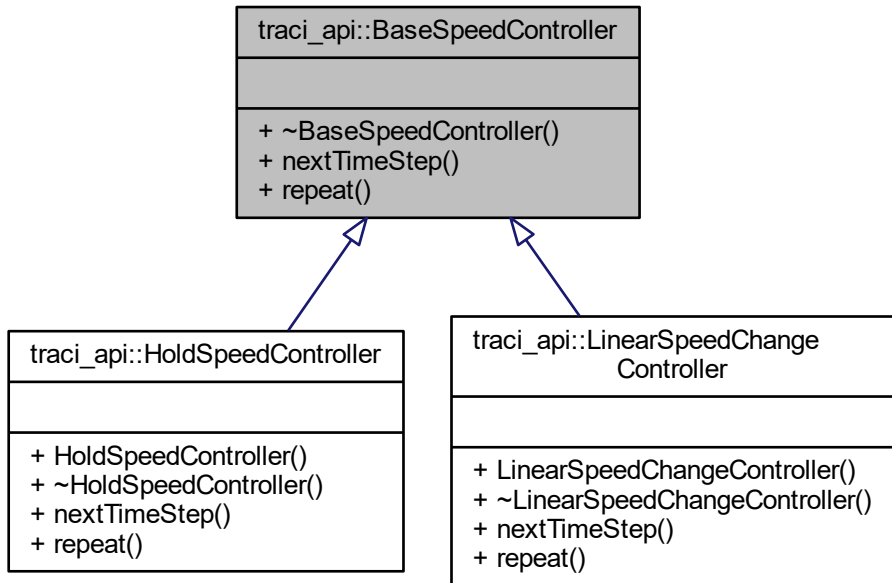 traci_api::BaseSpeedController
+ ~BaseSpeedController()
+ nextTimeStep()
+ repeat()
traci_api::HoldSpeedController
+ HoldSpeedController()
+ ~HoldSpeedController()
+ nextTimeStep()
+ repeat()
traci_api::LinearSpeedChange
Controller
+ LinearSpeedChangeController()
+ ~LinearSpeedChangeController()
+ nextTimeStep()
+ repeat()